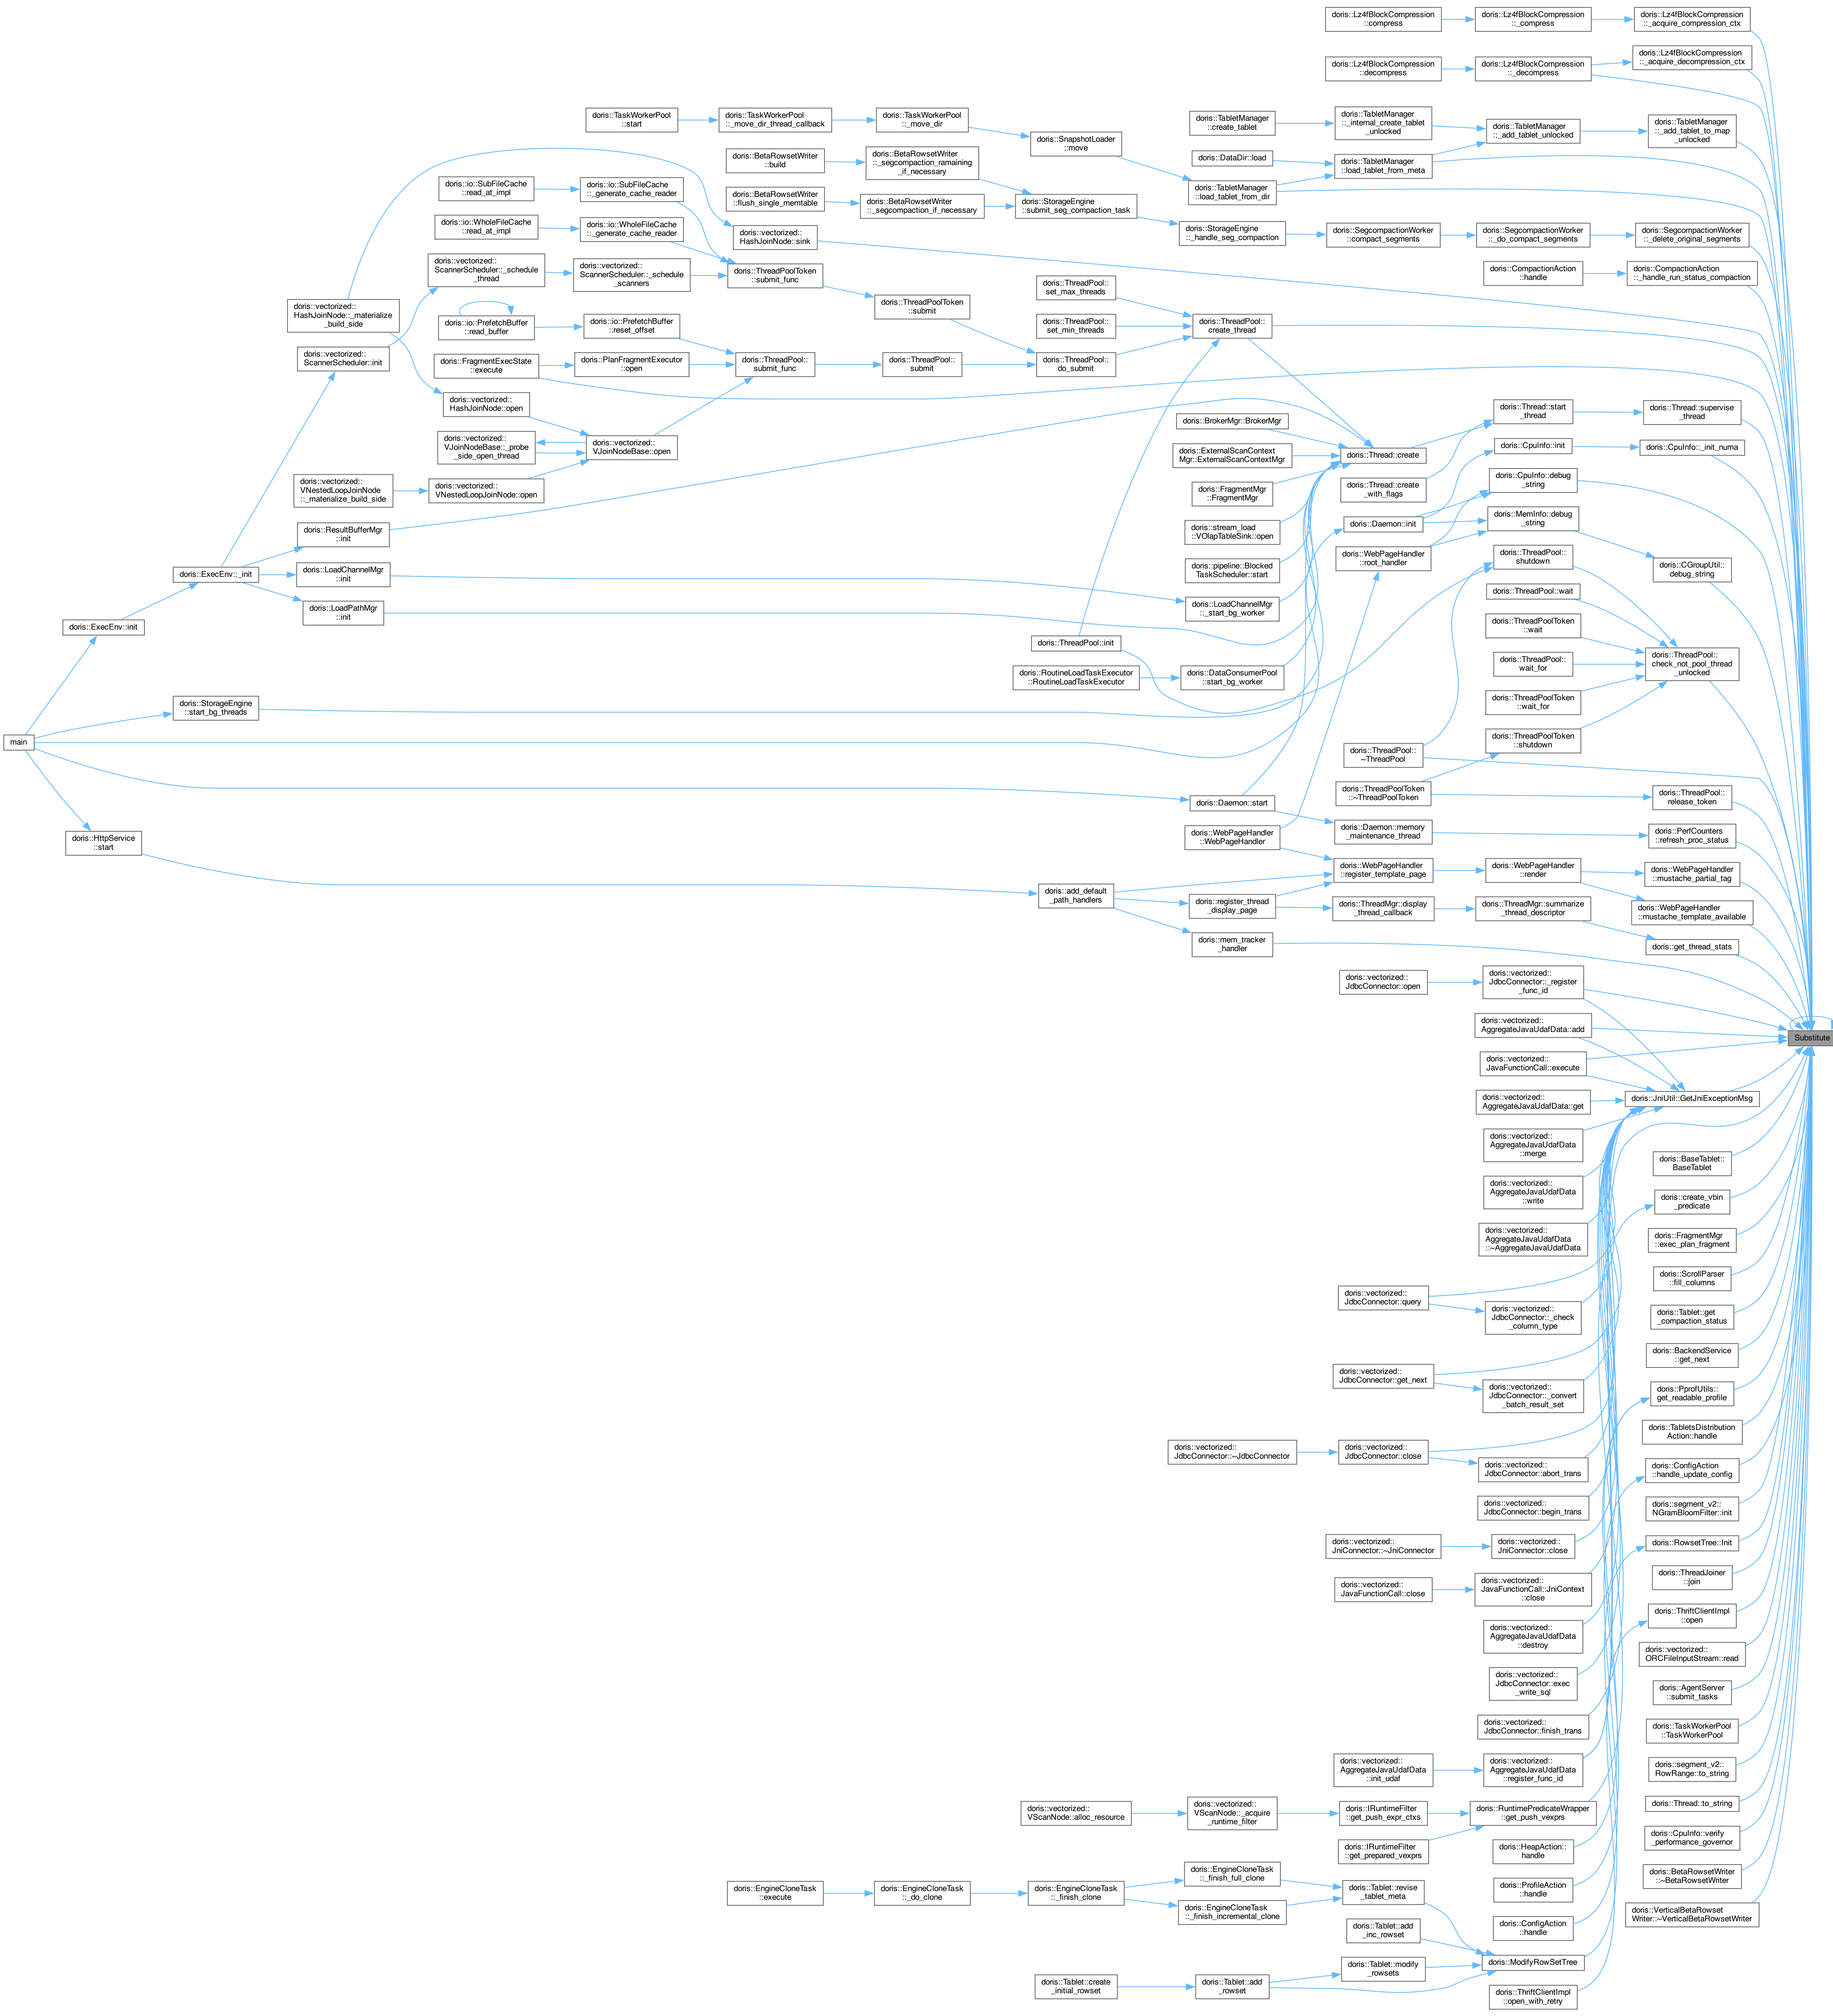 doris::Lz4fBlockCompression
::compress
doris::Lz4fBlockCompression
::_compress
doris::Lz4fBlockCompression
::_acquire_compression_ctx
doris::Lz4fBlockCompression
::decompress
doris::Lz4fBlockCompression
::_decompress
doris::Lz4fBlockCompression
::_acquire_decompression_ctx
doris::TaskWorkerPool
::start
doris::TaskWorkerPool
::_move_dir_thread_callback
doris::TaskWorkerPool
::_move_dir
doris::SnapshotLoader
::move
doris::TabletManager
::create_tablet
doris::TabletManager
::_internal_create_tablet
_unlocked
doris::TabletManager
::_add_tablet_unlocked
doris::TabletManager
::_add_tablet_to_map
_unlocked
doris::BetaRowsetWriter
::build
doris::BetaRowsetWriter
::_segcompaction_ramaining
_if_necessary
doris::DataDir::load
doris::TabletManager
::load_tablet_from_meta
doris::TabletManager
::load_tablet_from_dir
doris::io::SubFileCache
::read_at_impl
doris::io::SubFileCache
::_generate_cache_reader
doris::BetaRowsetWriter
::flush_single_memtable
doris::BetaRowsetWriter
::_segcompaction_if_necessary
doris::StorageEngine
::submit_seg_compaction_task
doris::io::WholeFileCache
::read_at_impl
doris::io::WholeFileCache
::_generate_cache_reader
doris::vectorized::
HashJoinNode::sink
doris::StorageEngine
::_handle_seg_compaction
doris::SegcompactionWorker
::compact_segments
doris::SegcompactionWorker
::_do_compact_segments
doris::SegcompactionWorker
::_delete_original_segments
doris::vectorized::
ScannerScheduler::_schedule
_thread
doris::vectorized::
ScannerScheduler::_schedule
_scanners
doris::ThreadPoolToken
::submit_func
doris::CompactionAction
::handle
doris::CompactionAction
::_handle_run_status_compaction
doris::vectorized::
HashJoinNode::_materialize
_build_side
doris::io::PrefetchBuffer
::read_buffer
doris::io::PrefetchBuffer
::reset_offset
doris::ThreadPoolToken
::submit
doris::ThreadPool::
set_max_threads
doris::ThreadPool::
set_min_threads
doris::ThreadPool::
create_thread
doris::vectorized::
ScannerScheduler::init
doris::FragmentExecState
::execute
doris::PlanFragmentExecutor
::open
doris::ThreadPool::
submit_func
doris::ThreadPool::
submit
doris::ThreadPool::
do_submit
doris::vectorized::
HashJoinNode::open
doris::vectorized::
VJoinNodeBase::_probe
_side_open_thread
doris::vectorized::
VJoinNodeBase::open
doris::BrokerMgr::BrokerMgr
doris::Thread::create
doris::Thread::start
_thread
doris::Thread::supervise
_thread
doris::ExternalScanContext
Mgr::ExternalScanContextMgr
doris::CpuInfo::init
doris::CpuInfo::_init_numa
doris::vectorized::
VNestedLoopJoinNode
::_materialize_build_side
doris::vectorized::
VNestedLoopJoinNode::open
doris::FragmentMgr
::FragmentMgr
doris::Thread::create
_with_flags
doris::CpuInfo::debug
_string
doris::ResultBufferMgr
::init
doris::stream_load
::VOlapTableSink::open
doris::Daemon::init
doris::MemInfo::debug
_string
doris::ExecEnv::_init
doris::LoadChannelMgr
::init
doris::pipeline::Blocked
TaskScheduler::start
doris::WebPageHandler
::root_handler
doris::ThreadPool::
shutdown
doris::CGroupUtil::
debug_string
doris::LoadPathMgr
::init
doris::LoadChannelMgr
::_start_bg_worker
doris::ThreadPool::wait
doris::ExecEnv::init
doris::ThreadPool::init
doris::ThreadPoolToken
::wait
doris::ThreadPool::
wait_for
doris::ThreadPool::
check_not_pool_thread
_unlocked
doris::RoutineLoadTaskExecutor
::RoutineLoadTaskExecutor
doris::DataConsumerPool
::start_bg_worker
doris::ThreadPoolToken
::wait_for
doris::StorageEngine
::start_bg_threads
doris::ThreadPoolToken
::shutdown
main
doris::ThreadPool::
~ThreadPool
doris::ThreadPoolToken
::~ThreadPoolToken
doris::ThreadPool::
release_token
doris::Daemon::start
doris::Daemon::memory
_maintenance_thread
doris::PerfCounters
::refresh_proc_status
doris::HttpService
::start
doris::WebPageHandler
::WebPageHandler
doris::WebPageHandler
::register_template_page
doris::WebPageHandler
::render
doris::WebPageHandler
::mustache_partial_tag
doris::add_default
_path_handlers
doris::register_thread
_display_page
doris::ThreadMgr::display
_thread_callback
doris::ThreadMgr::summarize
_thread_descriptor
doris::WebPageHandler
::mustache_template_available
doris::mem_tracker
_handler
doris::get_thread_stats
doris::vectorized::
JdbcConnector::open
doris::vectorized::
JdbcConnector::_register
_func_id
doris::vectorized::
AggregateJavaUdafData::add
Substitute
doris::vectorized::
JavaFunctionCall::execute
doris::vectorized::
AggregateJavaUdafData::get
doris::JniUtil::GetJniExceptionMsg
doris::vectorized::
AggregateJavaUdafData
::merge
doris::BaseTablet::
BaseTablet
doris::vectorized::
AggregateJavaUdafData
::write
doris::create_vbin
_predicate
doris::vectorized::
AggregateJavaUdafData
::~AggregateJavaUdafData
doris::FragmentMgr
::exec_plan_fragment
doris::ScrollParser
::fill_columns
doris::vectorized::
JdbcConnector::query
doris::vectorized::
JdbcConnector::_check
_column_type
doris::Tablet::get
_compaction_status
doris::BackendService
::get_next
doris::vectorized::
JdbcConnector::get_next
doris::vectorized::
JdbcConnector::_convert
_batch_result_set
doris::PprofUtils::
get_readable_profile
doris::TabletsDistribution
Action::handle
doris::vectorized::
JdbcConnector::~JdbcConnector
doris::vectorized::
JdbcConnector::close
doris::vectorized::
JdbcConnector::abort_trans
doris::ConfigAction
::handle_update_config
doris::vectorized::
JdbcConnector::begin_trans
doris::segment_v2::
NGramBloomFilter::init
doris::vectorized::
JniConnector::~JniConnector
doris::vectorized::
JniConnector::close
doris::RowsetTree::Init
doris::vectorized::
JavaFunctionCall::close
doris::vectorized::
JavaFunctionCall::JniContext
::close
doris::ThreadJoiner
::join
doris::vectorized::
AggregateJavaUdafData
::destroy
doris::ThriftClientImpl
::open
doris::vectorized::
ORCFileInputStream::read
doris::vectorized::
JdbcConnector::exec
_write_sql
doris::AgentServer
::submit_tasks
doris::vectorized::
JdbcConnector::finish_trans
doris::TaskWorkerPool
::TaskWorkerPool
doris::vectorized::
AggregateJavaUdafData
::init_udaf
doris::vectorized::
AggregateJavaUdafData
::register_func_id
doris::segment_v2::
RowRange::to_string
doris::vectorized::
VScanNode::alloc_resource
doris::vectorized::
VScanNode::_acquire
_runtime_filter
doris::IRuntimeFilter
::get_push_expr_ctxs
doris::RuntimePredicateWrapper
::get_push_vexprs
doris::Thread::to_string
doris::IRuntimeFilter
::get_prepared_vexprs
doris::HeapAction::
handle
doris::CpuInfo::verify
_performance_governor
doris::EngineCloneTask
::execute
doris::EngineCloneTask
::_do_clone
doris::EngineCloneTask
::_finish_clone
doris::EngineCloneTask
::_finish_full_clone
doris::EngineCloneTask
::_finish_incremental_clone
doris::Tablet::revise
_tablet_meta
doris::ProfileAction
::handle
doris::BetaRowsetWriter
::~BetaRowsetWriter
doris::VerticalBetaRowset
Writer::~VerticalBetaRowsetWriter
doris::Tablet::add
_inc_rowset
doris::ConfigAction
::handle
doris::Tablet::modify
_rowsets
doris::ModifyRowSetTree
doris::Tablet::create
_initial_rowset
doris::Tablet::add
_rowset
doris::ThriftClientImpl
::open_with_retry